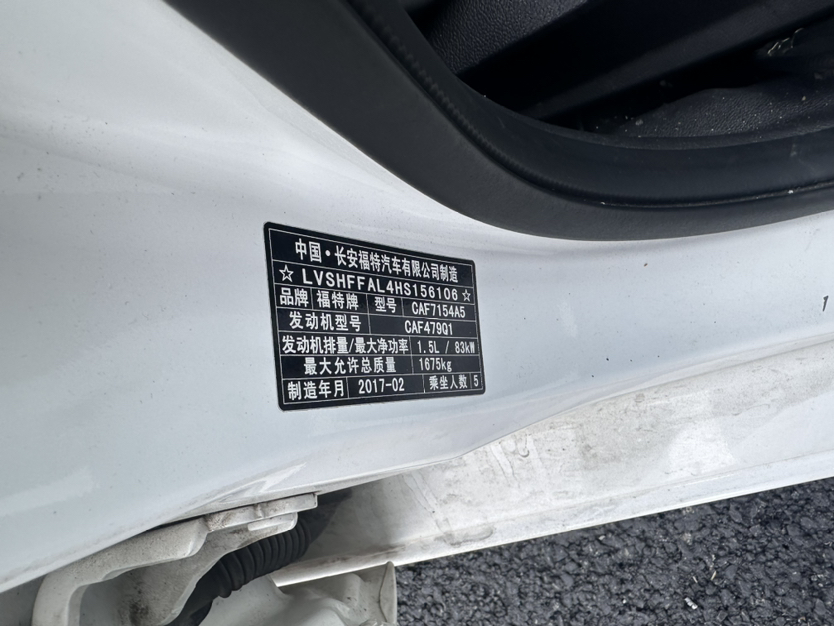 中国·长安福特汽车有限公司制造
☆ LVSHFFAL4HS156106 ☆
品牌 福特牌 型号 CAF7154A5
发动机型号 CAF479Q1
发动机排量/最大净功率 1.5L / 83kW
最大允许总质量 1675kg
制造年月 2017-02 乘坐人数 5
1